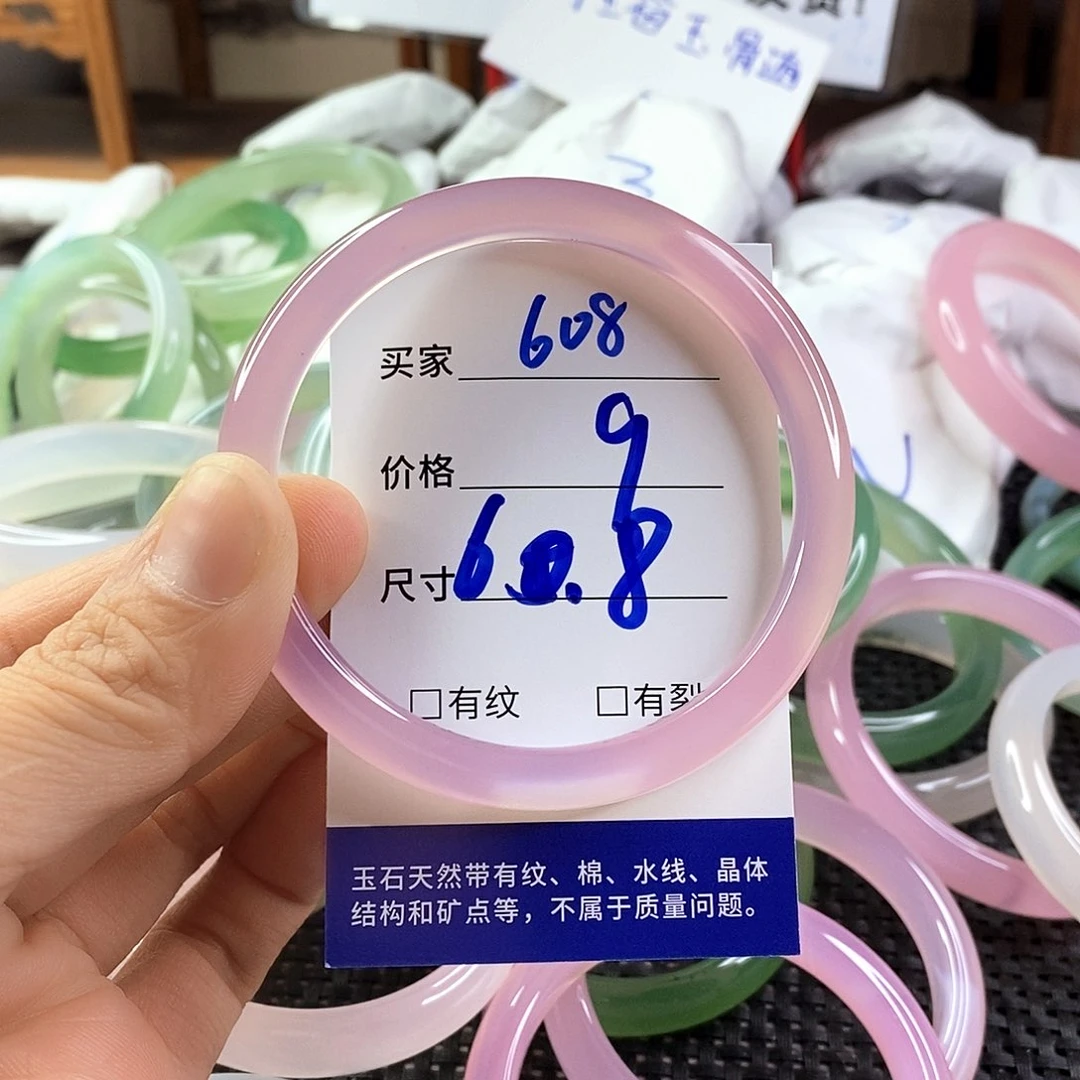 3
买家 608
价格 9
尺寸 60.8
□有纹 □有裂
玉石天然带有纹、棉、水线、晶体
结构和矿点等，不属于质量问题。